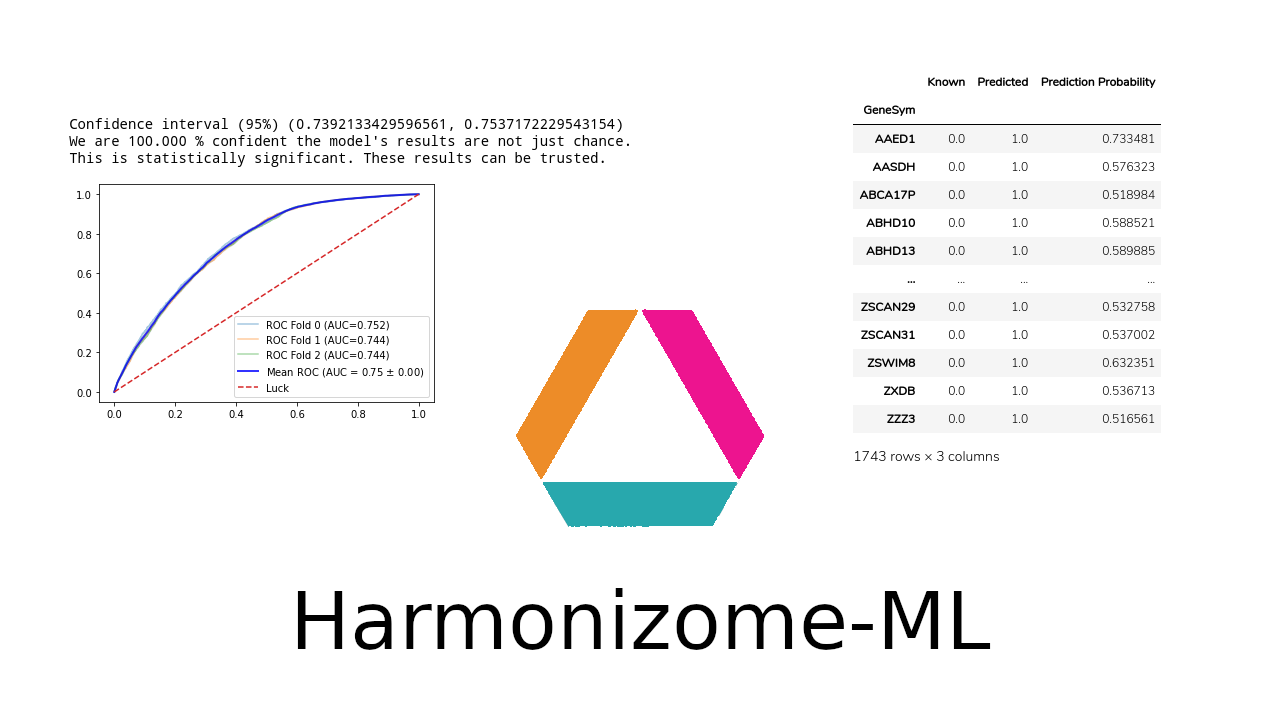 Confidence interval (95%) (0.7392133429596561, 0.7537172229543154)
We are 100.000 % confident the model's results are not just chance.
This is statistically significant. These results can be trusted.
1.0
0.8
0.6
0.4
0.2
0.0
0.0 0.2 0.4 0.6 0.8 1.0
ROC Fold 0 (AUC=0.752)
ROC Fold 1 (AUC=0.744)
ROC Fold 2 (AUC=0.744)
Mean ROC (AUC = 0.75 ± 0.00)
Luck
Known Predicted Prediction Probability
GeneSym
AAED1 0.0 1.0 0.733481
AASDH 0.0 1.0 0.576323
ABCA17P 0.0 1.0 0.518984
ABHD10 0.0 1.0 0.588521
ABHD13 0.0 1.0 0.589885
... ... ... ...
ZSCAN29 0.0 1.0 0.532758
ZSCAN31 0.0 1.0 0.537002
ZSWIM8 0.0 1.0 0.632351
ZXDB 0.0 1.0 0.536713
ZZZ3 0.0 1.0 0.516561
1743 rows × 3 columns
Harmonizome-ML